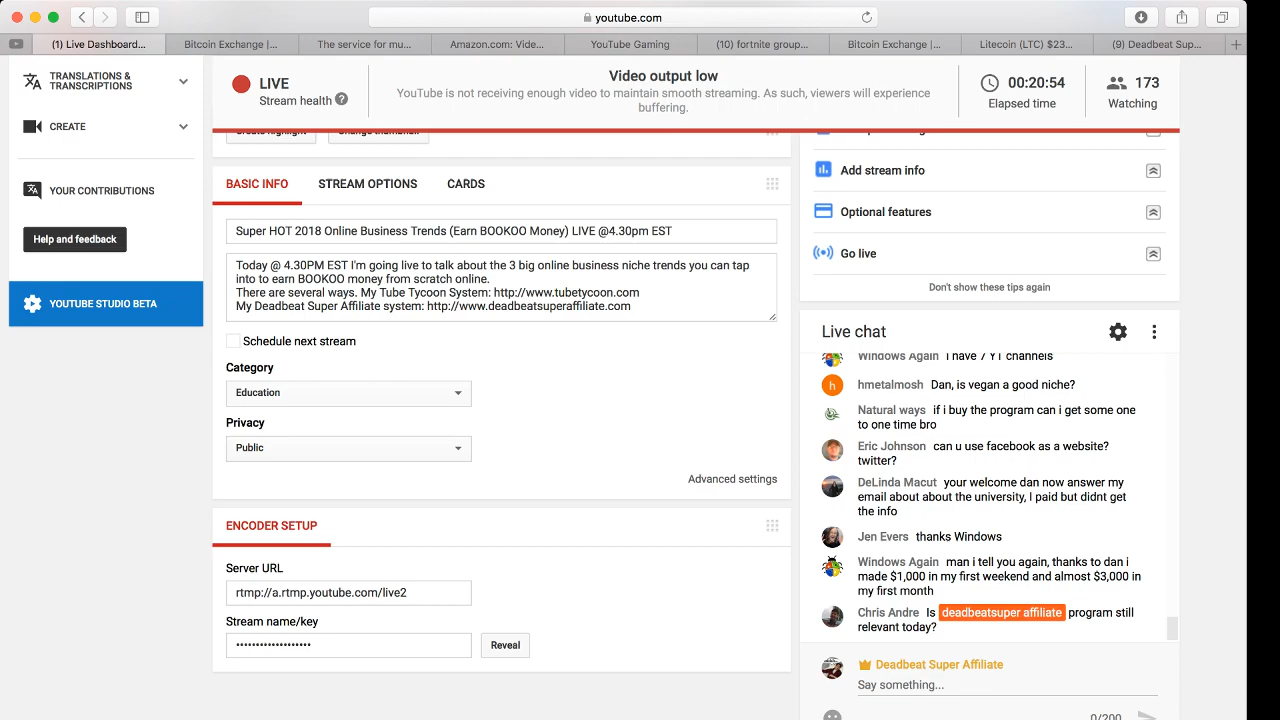 youtube.com
(1) Live Dashboard...
Bitcoin Exchange |...
The service for mu...
Amazon.com: Vide...
YouTube Gaming
(10) fortnite group...
Bitcoin Exchange |...
Litecoin (LTC) $23...
(9) Deadbeat Sup...
TRANSLATIONS &
TRANSCRIPTIONS
CREATE
YOUR CONTRIBUTIONS
Help and feedback
YOUTUBE STUDIO BETA
LIVE
Stream health
Video output low
YouTube is not receiving enough video to maintain smooth streaming. As such, viewers will experience
buffering.
00:20:54
Elapsed time
173
Watching
Create highlight
Change thumbnail
BASIC INFO
STREAM OPTIONS
CARDS
Super HOT 2018 Online Business Trends (Earn BOOKOO Money) LIVE @4.30pm EST
Today @ 4.30PM EST I'm going live to talk about the 3 big online business niche trends you can tap
into to earn BOOKOO money from scratch online.
There are several ways. My Tube Tycoon System: http://www.tubetycoon.com
My Deadbeat Super Affiliate system: http://www.deadbeatsuperaffiliate.com
Schedule next stream
Category
Education
Privacy
Public
Advanced settings
ENCODER SETUP
Server URL
rtmp://a.rtmp.youtube.com/live2
Stream name/key
•••••••••••••••••••
Reveal
Add stream info
Optional features
Go live
Don't show these tips again
Live chat
Windows Again I have 7 YT channels
hmetalmosh Dan, is vegan a good niche?
Natural ways if i buy the program can i get some one
to one time bro
Eric Johnson can u use facebook as a website?
twitter?
DeLinda Macut your welcome dan now answer my
email about about the university, I paid but didnt get
the info
Jen Evers thanks Windows
Windows Again man i tell you again, thanks to dan i
made $1,000 in my first weekend and almost $3,000 in
my first month
Chris Andre Is deadbeatsuper affiliate program still
relevant today?
Deadbeat Super Affiliate
Say something...
0/200